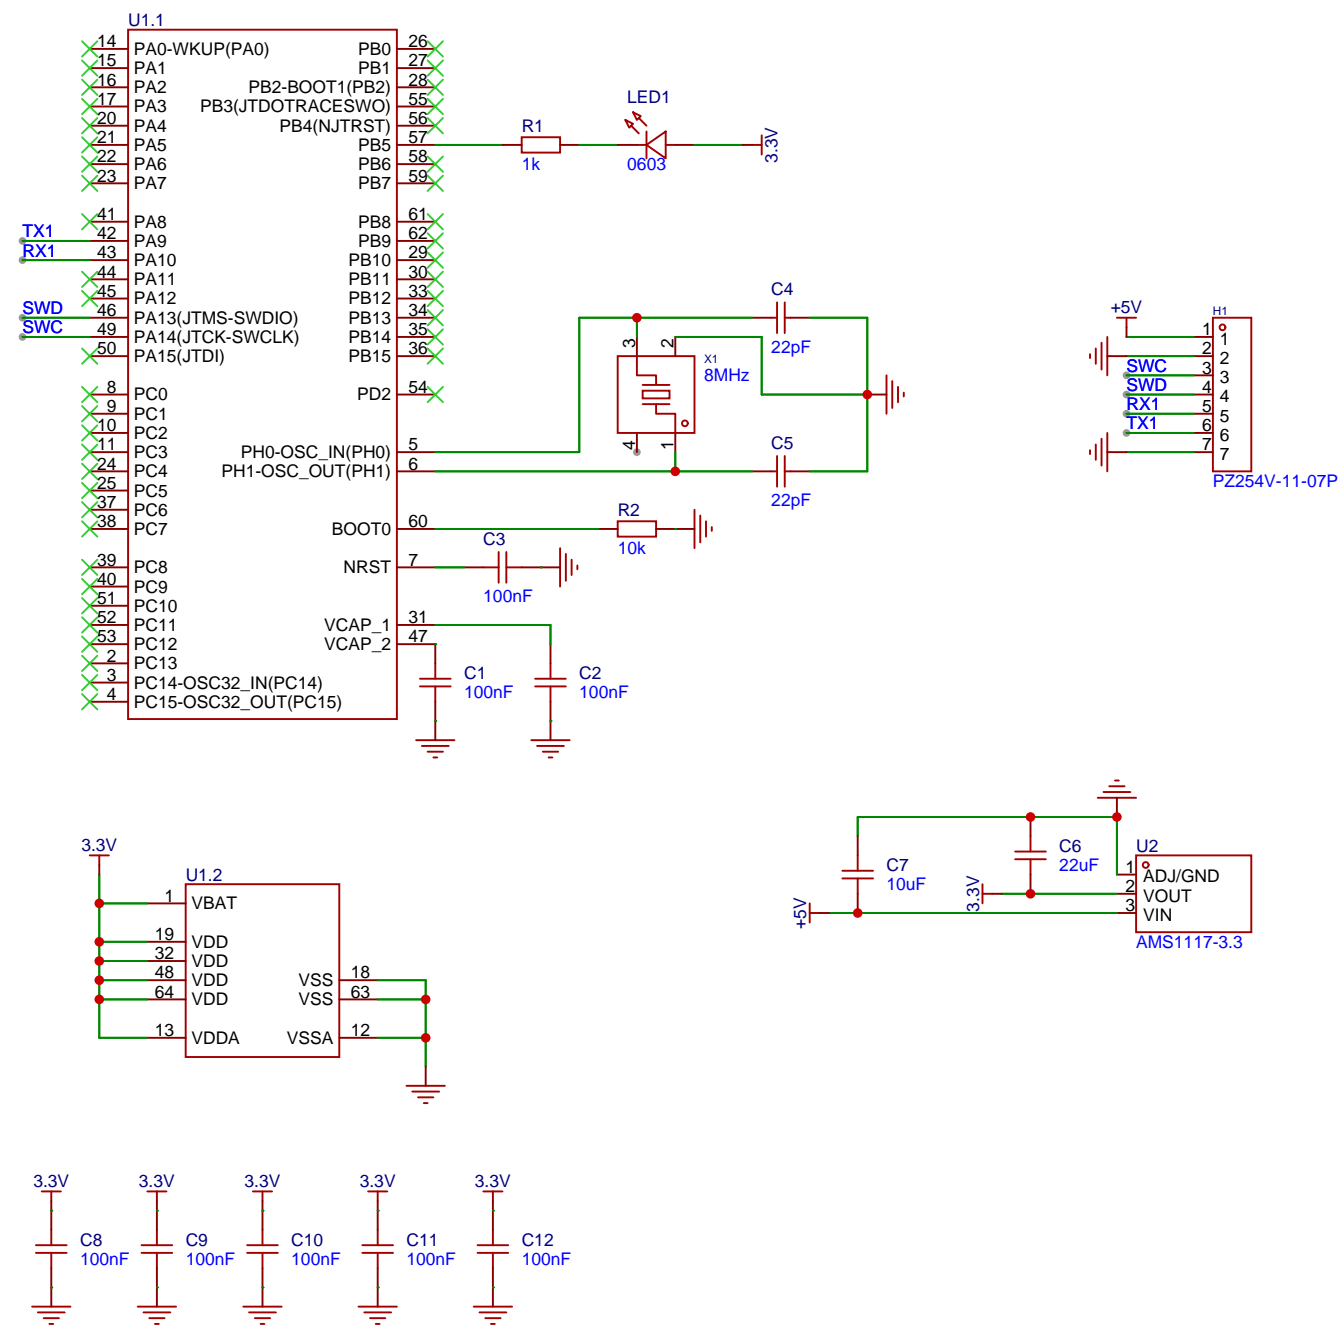 U1.1
14 PA0-WKUP(PA0) PB0 26
15 PA1 PB1 27
16 PA2 PB2-BOOT1(PB2) 28
17 PA3 PB3(JTDOTRACESWO) 55
20 PA4 PB4(NJTRST) 56
21 PA5 PB5 57
22 PA6 PB6 58
23 PA7 PB7 59
41 PA8 PB8 61
TX1 42 PA9 PB9 62
RX1 43 PA10 PB10 29
44 PA11 PB11 30
45 PA12 PB12 33
SWD 46 PA13(JTMS-SWDIO) PB13 34
SWC 49 PA14(JTCK-SWCLK) PB14 35
50 PA15(JTDI) PB15 36
8 PC0 PD2 54
9 PC1
10 PC2
11 PC3 PH0-OSC_IN(PH0) 5
24 PC4 PH1-OSC_OUT(PH1) 6
25 PC5
37 PC6
38 PC7 BOOT0 60
39 PC8 NRST 7
40 PC9
51 PC10
52 PC11 VCAP_1 31
53 PC12 VCAP_2 47
2 PC13
3 PC14-OSC32_IN(PC14)
4 PC15-OSC32_OUT(PC15)
R1
1k
LED1
0603
3.3V
C4
22pF
3 2
X1
8MHz
4 1
C5
22pF
R2
10k
C3
100nF
C1
100nF
C2
100nF
+5V
H1
1 1
2 2
SWC 3 3
SWD 4 4
RX1 5 5
TX1 6 6
7 7
PZ254V-11-07P
3.3V
U1.2
1 VBAT
19 VDD
32 VDD
48 VDD VSS 18
64 VDD VSS 63
13 VDDA VSSA 12
C7
10uF
C6
22uF
+5V
3.3V
U2
1 ADJ/GND
2 VOUT
3 VIN
AMS1117-3.3
3.3V 3.3V 3.3V 3.3V 3.3V
C8 C9 C10 C11 C12
100nF 100nF 100nF 100nF 100nF